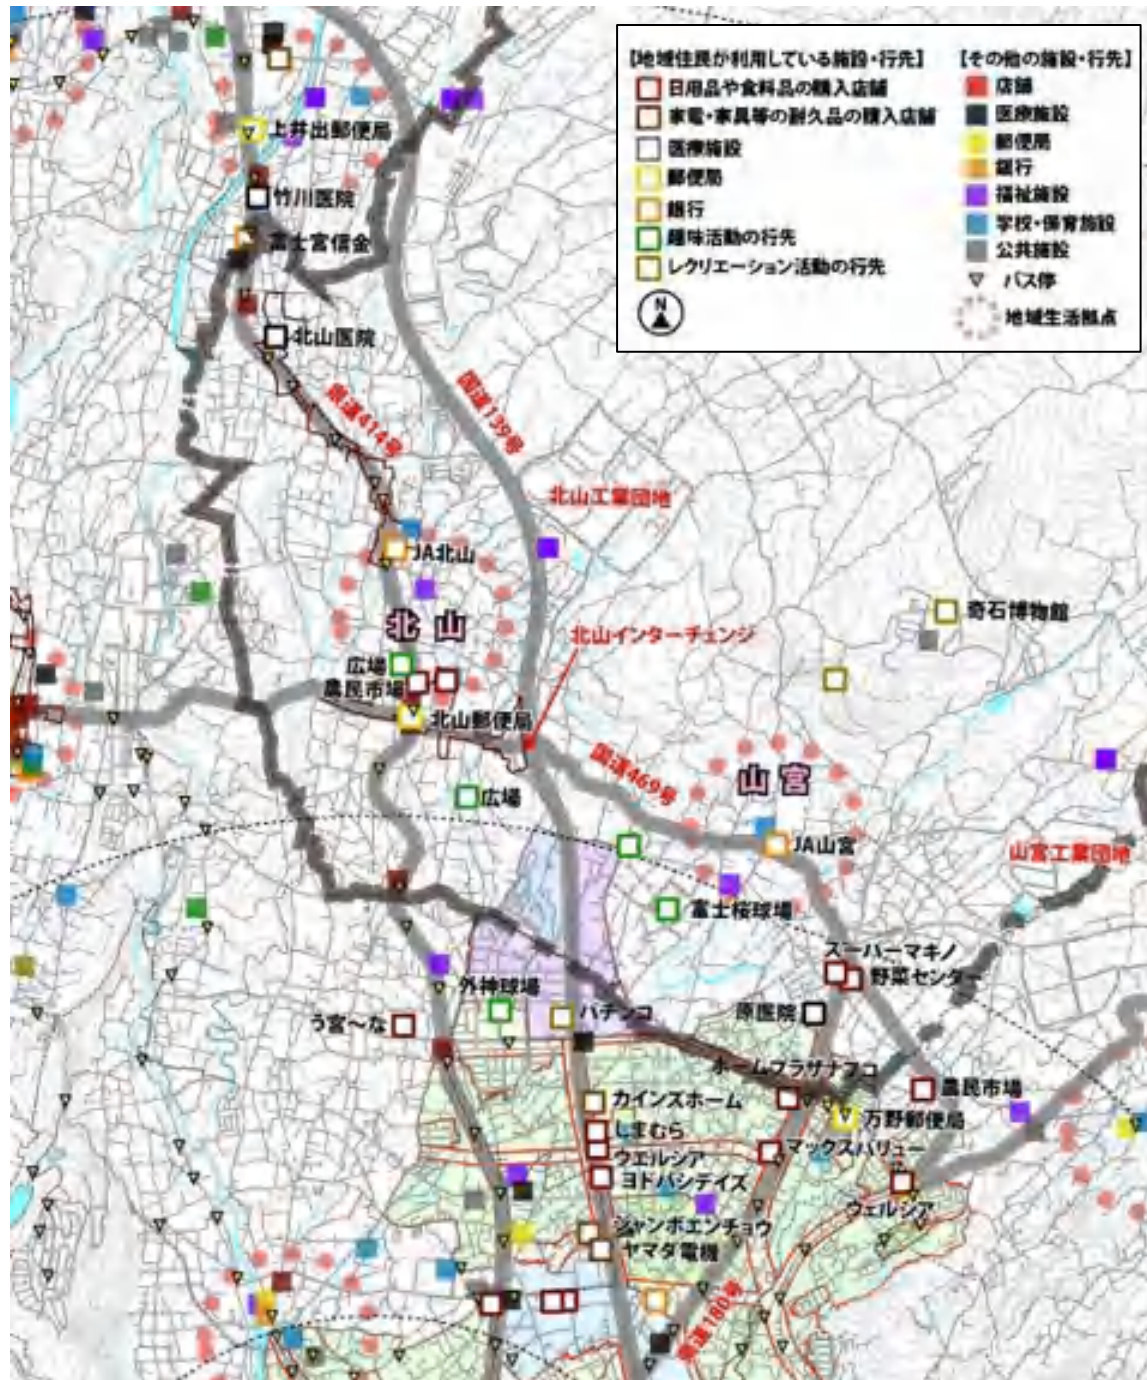 【地域住民が利用している施設・行先】
日用品や食料品の購入店舗
家電・家具等の耐久品の購入店舗
医療施設
郵便局
銀行
趣味活動の行先
レクリエーション活動の行先
N
【その他の施設・行先】
店舗
医療施設
郵便局
銀行
福祉施設
学校・保育施設
公共施設
バス停
地域生活拠点
上井出郵便局
竹川医院
富士宮信金
北山医院
県道414号
国道139号
北山工業団地
JA北山
北山
奇石博物館
北山インターチェンジ
広場
農民市場
北山郵便局
国道469号
山宮
広場
JA山宮
山宮工業団地
富士桜球場
スーパーマキノ
野菜センター
外神球場
う宮～な
パチンコ
原医院
ホームプラザナフコ
カインズホーム
農民市場
万野郵便局
しまむら
ウエルシア
マックスバリュー
ヨドバシデイズ
ウェルシア
ジャンボエンチョウ
ヤマダ電機
県道180号